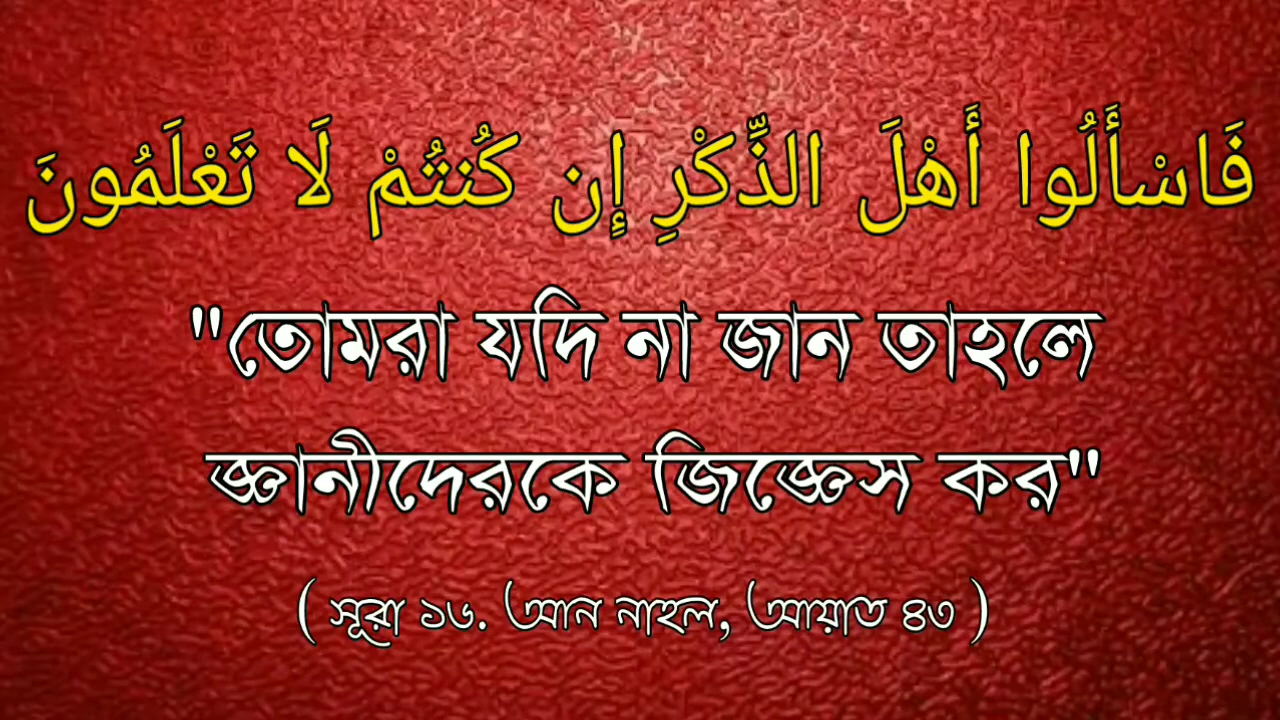 فَاسْأَلُوا أَهْلَ الذِّكْرِ إِن كُنتُمْ لَا تَعْلَمُونَ
"তোমরা যদি না জান তাহলে
জ্ঞানীদেরকে জিজ্ঞেস কর"
( সূরা ১৬. আন নাহল, আয়াত ৪৩ )